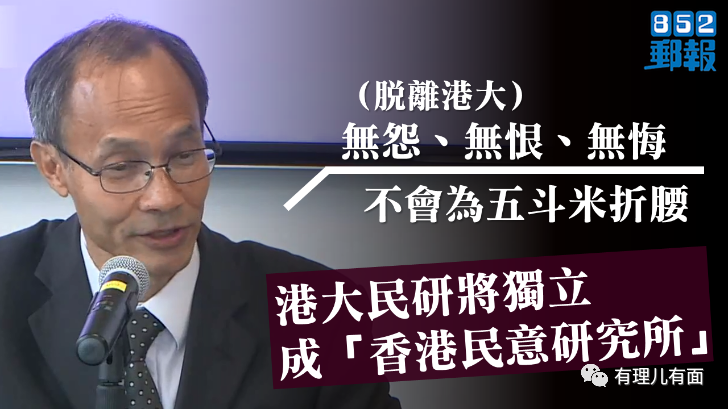 852
郵報
（脱離港大）
無怨、無恨、無悔
不會為五斗米折腰
港大民研將獨立
成「香港民意研究所」
有理儿有面